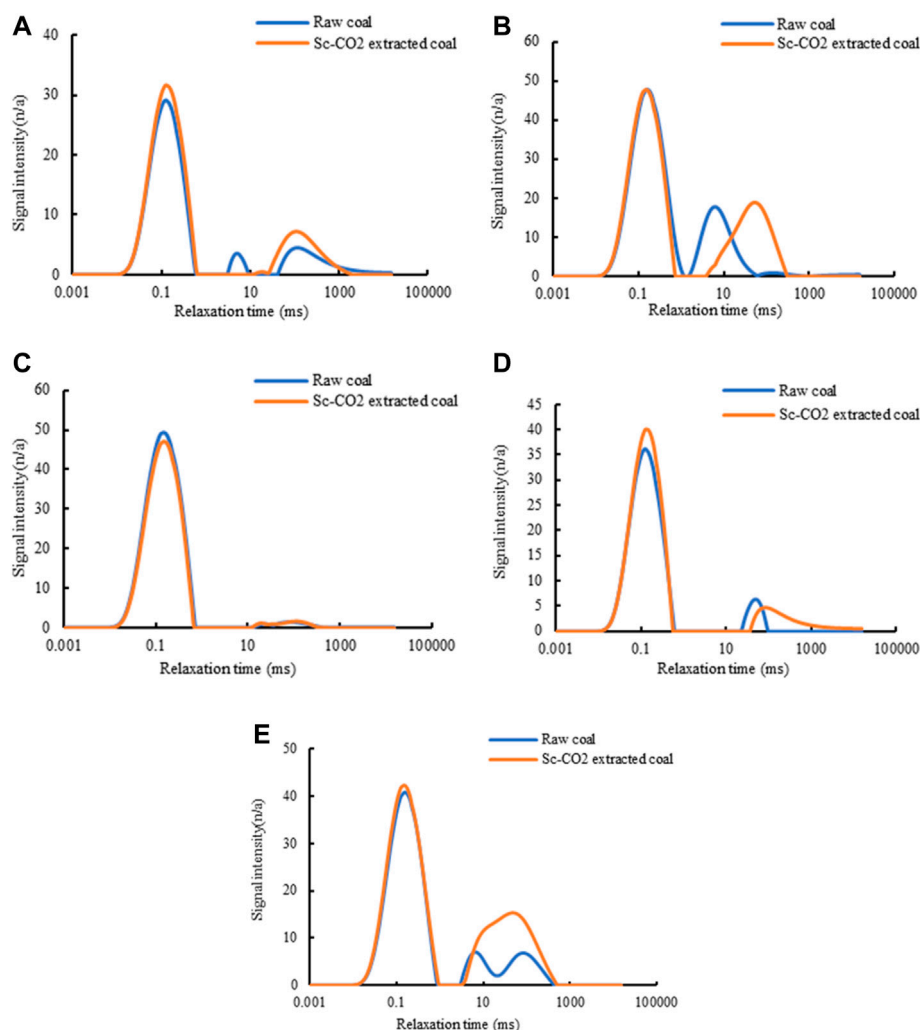 A
Raw coal
Sc-CO2 extracted coal
Signal intensity(n/a)
40
30
20
10
0
0.001 0.1 10 1000 100000
Relaxation time (ms)
B
Raw coal
Sc-CO2 extracted coal
Signal intensity(n/a)
60
50
40
30
20
10
0
0.001 0.1 10 1000 100000
Relaxation time (ms)
C
Raw coal
Sc-CO2 extracted coal
Signal intensity(n/a)
60
50
40
30
20
10
0
0.001 0.1 10 1000 100000
Relaxation time (ms)
D
Raw coal
Sc-CO2 extracted coal
Signal intensity(n/a)
45
40
35
30
25
20
15
10
5
0
0.001 0.1 10 1000 100000
Relaxation time (ms)
E
Raw coal
Sc-CO2 extracted coal
Signal intensity(n/a)
50
40
30
20
10
0
0.001 0.1 10 1000 100000
Relaxation time (ms)